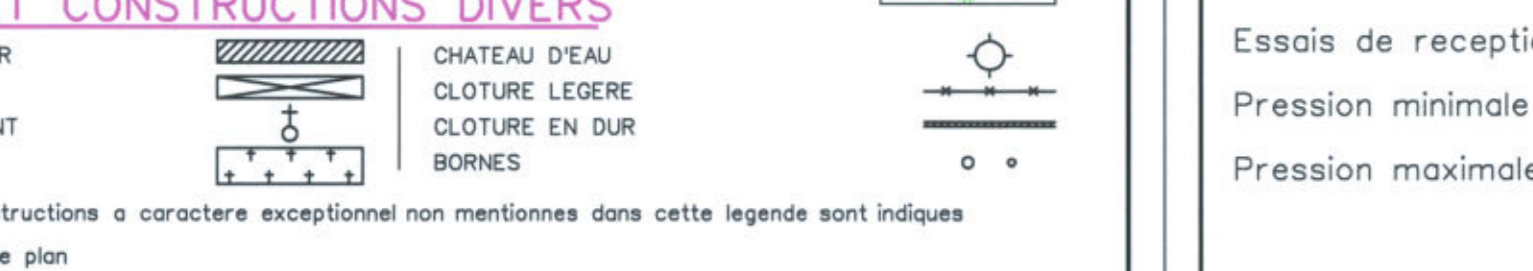 T CONSTRUCTIONS DIVERS
R
CHATEAU D'EAU
CLOTURE LEGERE
NT
CLOTURE EN DUR
BORNES
tructions a caractere exceptionnel non mentionnes dans cette legende sont indiques
e plan
Essais de recepti
Pression minimale
Pression maximale